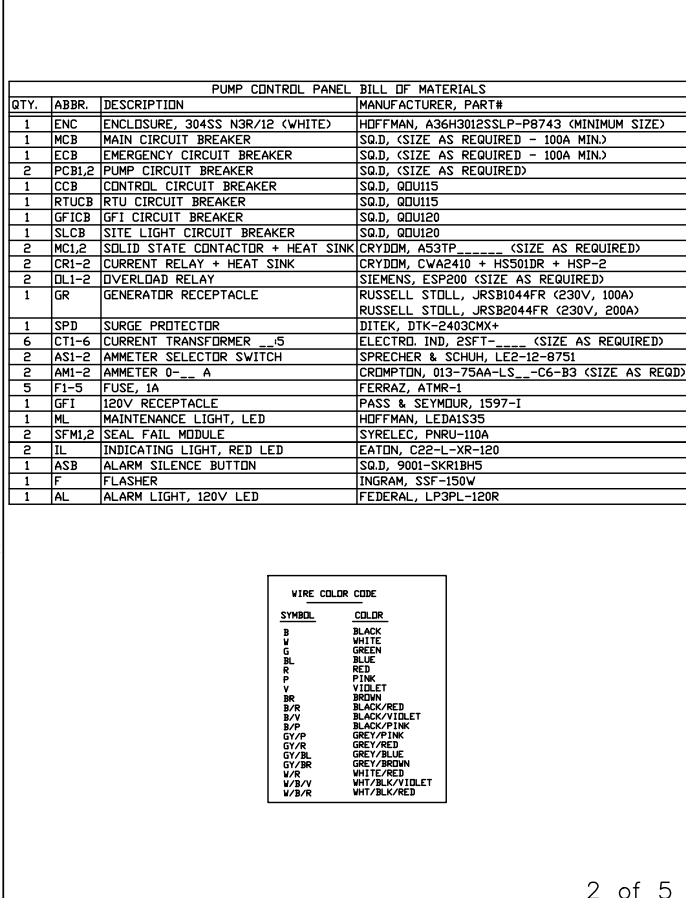 PUMP CONTROL PANEL BILL OF MATERIALS
QTY. ABBR. DESCRIPTION MANUFACTURER, PART#
1 ENC ENCLOSURE, 304SS N3R/12 (WHITE) HOFFMAN, A36H3012SSLP-P8743 (MINIMUM SIZE)
1 MCB MAIN CIRCUIT BREAKER SQ.D, (SIZE AS REQUIRED - 100A MIN.)
1 ECB EMERGENCY CIRCUIT BREAKER SQ.D, (SIZE AS REQUIRED - 100A MIN.)
2 PCB1,2 PUMP CIRCUIT BREAKER SQ.D, (SIZE AS REQUIRED)
1 CCB CONTROL CIRCUIT BREAKER SQ.D, QOU115
1 RTUCB RTU CIRCUIT BREAKER SQ.D, QOU115
1 GFICB GFI CIRCUIT BREAKER SQ.D, QOU120
1 SLCB SITE LIGHT CIRCUIT BREAKER SQ.D, QOU120
2 MC1,2 SOLID STATE CONTACTOR + HEAT SINK CRYDOM, A53TP______ (SIZE AS REQUIRED)
2 CR1-2 CURRENT RELAY + HEAT SINK CRYDOM, CWA2410 + HS501DR + HSP-2
2 OL1-2 OVERLOAD RELAY SIEMENS, ESP200 (SIZE AS REQUIRED)
1 GR GENERATOR RECEPTACLE RUSSELL STOLL, JRSB1044FR (230V, 100A)
RUSSELL STOLL, JRSB2044FR (230V, 200A)
1 SPD SURGE PROTECTOR DITEK, DTK-2403CMX+
6 CT1-6 CURRENT TRANSFORMER __:5 ELECTRO. IND, 2SFT-____ (SIZE AS REQUIRED)
2 AS1-2 AMMETER SELECTOR SWITCH SPRECHER & SCHUH, LE2-12-8751
2 AM1-2 AMMETER 0-__ A CROMPTON, 013-75AA-LS__-C6-B3 (SIZE AS REQD)
5 F1-5 FUSE, 1A FERRAZ, ATMR-1
1 GFI 120V RECEPTACLE PASS & SEYMOUR, 1597-I
1 ML MAINTENANCE LIGHT, LED HOFFMAN, LEDA1S35
2 SFM1,2 SEAL FAIL MODULE SYRELEC, PNRU-110A
2 IL INDICATING LIGHT, RED LED EATON, C22-L-XR-120
1 ASB ALARM SILENCE BUTTON SQ.D, 9001-SKR1BH5
1 F FLASHER INGRAM, SSF-150W
1 AL ALARM LIGHT, 120V LED FEDERAL, LP3PL-120R
WIRE COLOR CODE
SYMBOL COLOR
B BLACK
W WHITE
G GREEN
BL BLUE
R RED
P PINK
V VIOLET
BR BROWN
B/R BLACK/RED
B/V BLACK/VIOLET
B/P BLACK/PINK
GY/P GREY/PINK
GY/R GREY/RED
GY/BL GREY/BLUE
GY/BR GREY/BROWN
W/R WHITE/RED
W/B/V WHT/BLK/VIOLET
W/B/R WHT/BLK/RED
2 of 5